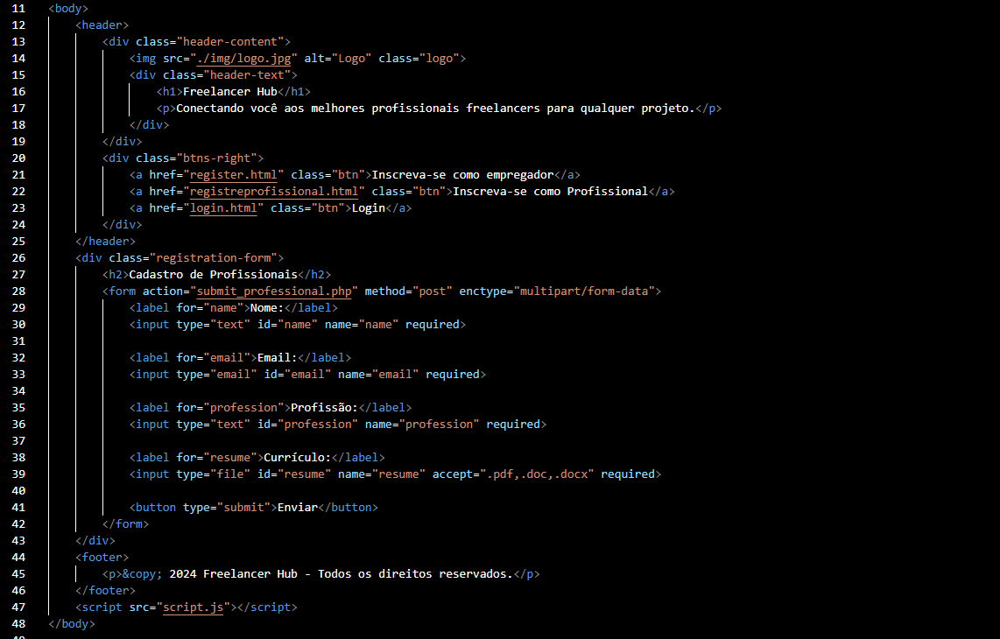 11 <body>
12 <header>
13 <div class="header-content">
14 <img src="./img/logo.jpg" alt="Logo" class="logo">
15 <div class="header-text">
16 <h1>Freelancer Hub</h1>
17 <p>Conectando você aos melhores profissionais freelancers para qualquer projeto.</p>
18 </div>
19 </div>
20 <div class="btns-right">
21 <a href="register.html" class="btn">Inscreva-se como empregador</a>
22 <a href="registreprofissional.html" class="btn">Inscreva-se como Profissional</a>
23 <a href="login.html" class="btn">Login</a>
24 </div>
25 </header>
26 <div class="registration-form">
27 <h2>Cadastro de Profissionais</h2>
28 <form action="submit_professional.php" method="post" enctype="multipart/form-data">
29 <label for="name">Nome:</label>
30 <input type="text" id="name" name="name" required>
31
32 <label for="email">Email:</label>
33 <input type="email" id="email" name="email" required>
34
35 <label for="profession">Profissão:</label>
36 <input type="text" id="profession" name="profession" required>
37
38 <label for="resume">Currículo:</label>
39 <input type="file" id="resume" name="resume" accept=".pdf,.doc,.docx" required>
40
41 <button type="submit">Enviar</button>
42 </form>
43 </div>
44 <footer>
45 <p>&copy; 2024 Freelancer Hub - Todos os direitos reservados.</p>
46 </footer>
47 <script src="script.js"></script>
48 </body>